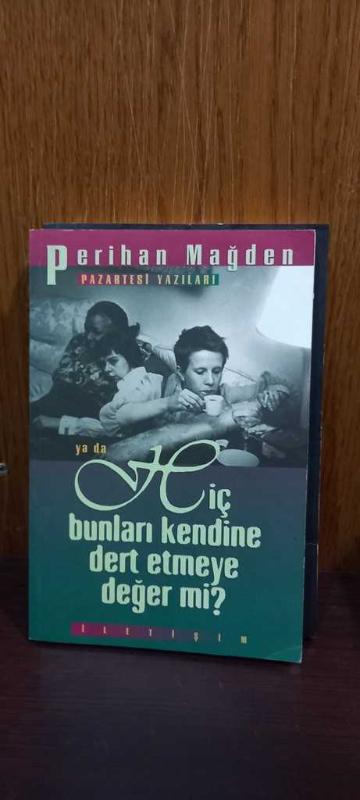 Perihan Mağden
PAZARTESİ YAZILARI
ya da
Hiç
bunları kendine
dert etmeye
değer mi?
İLETİŞİM